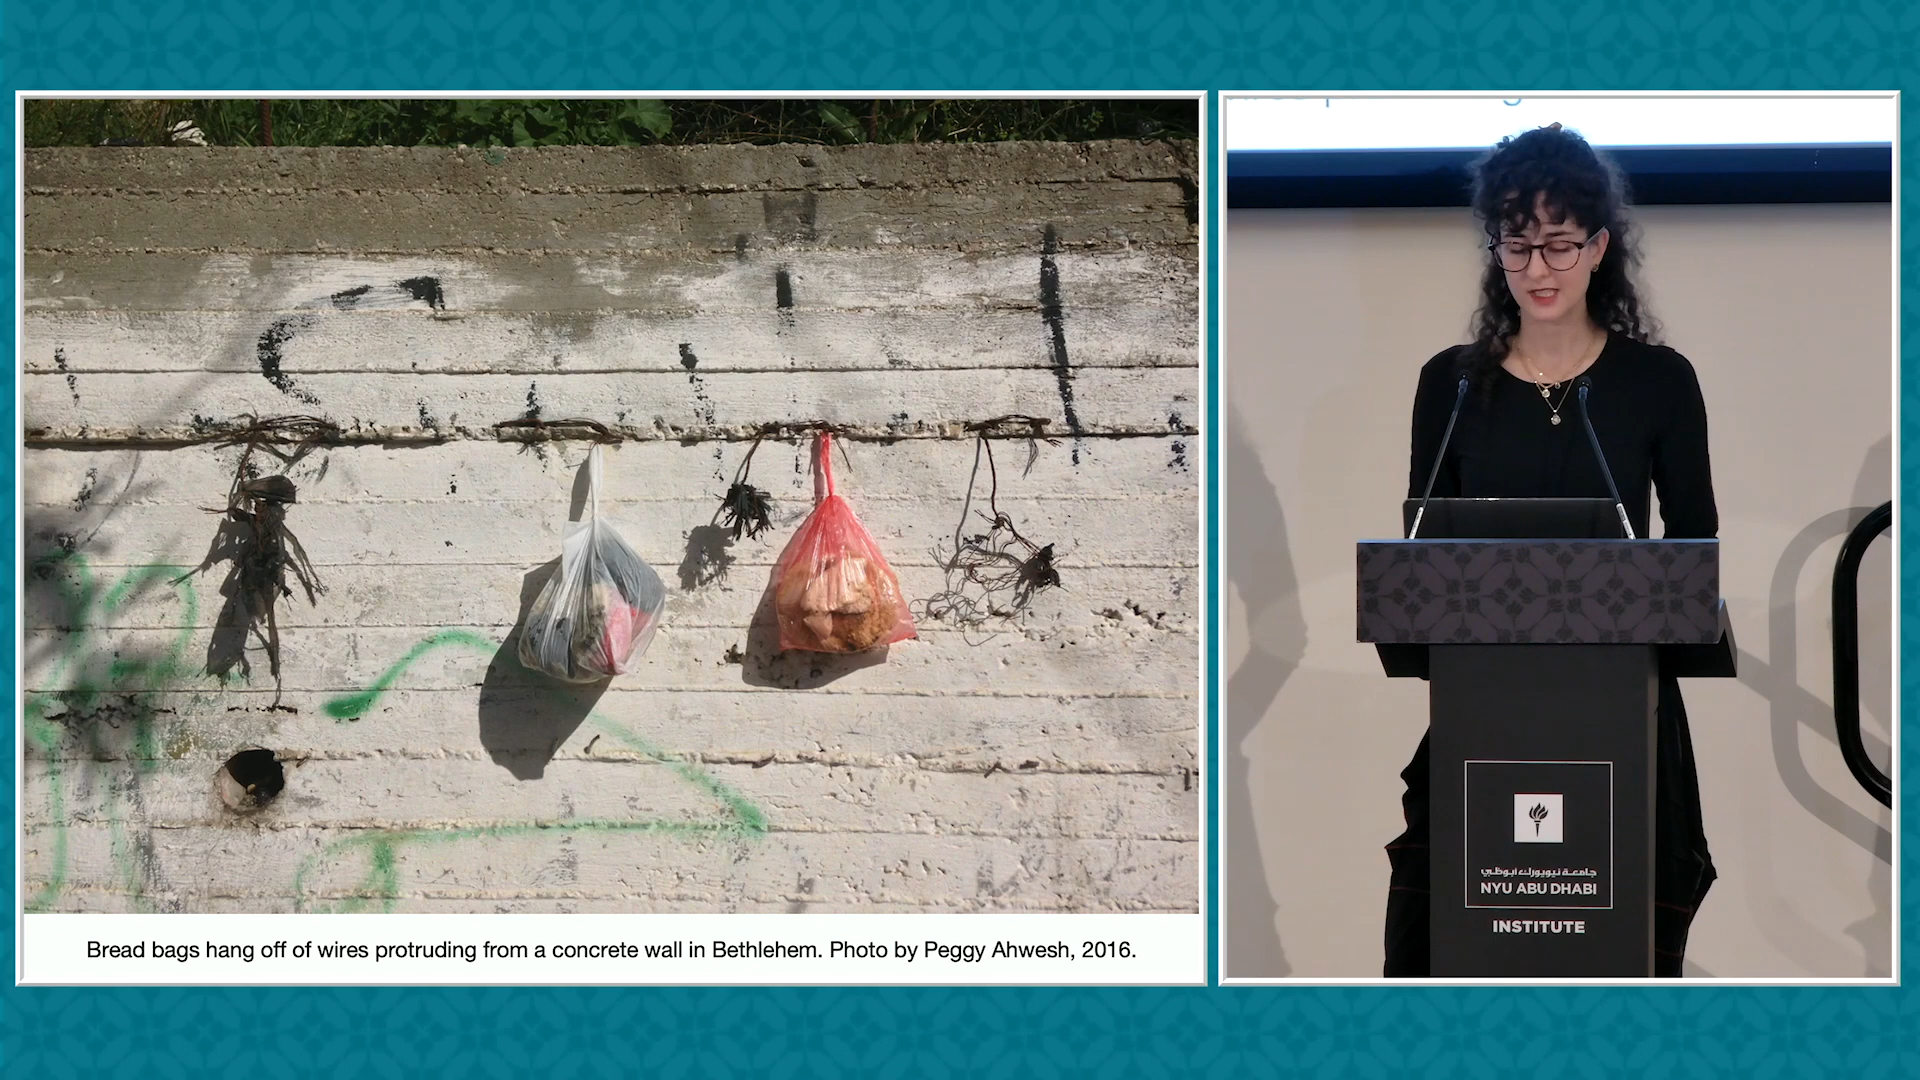 Bread bags hang off of wires protruding from a concrete wall in Bethlehem. Photo by Peggy Ahwesh, 2016.
جامعة نيويورك أبوظبي
NYU ABU DHABI
INSTITUTE